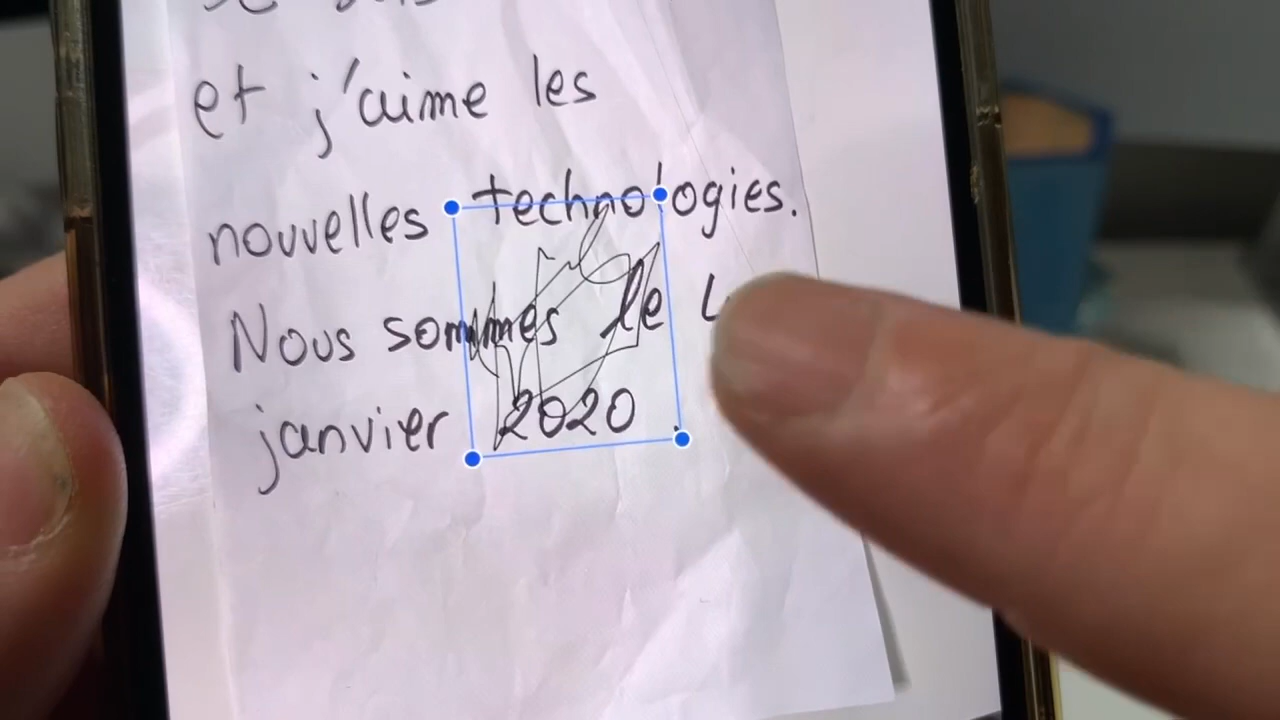 et j'aime les
nouvelles technologies.
Nous sommes le
janvier 2020.